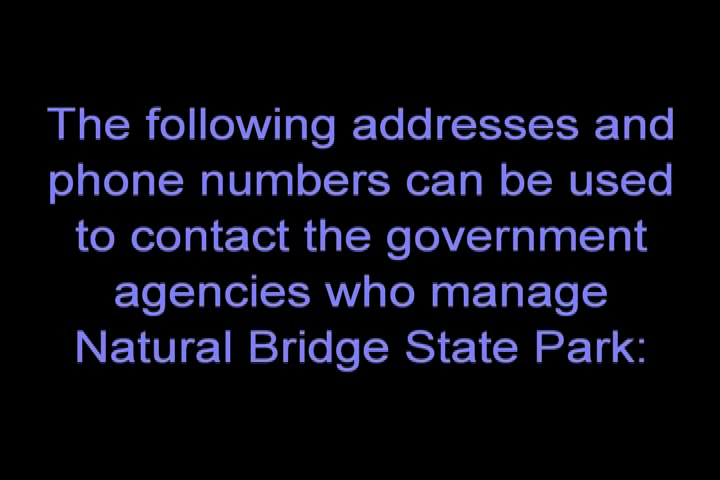 The following addresses and
phone numbers can be used
to contact the government
agencies who manage
Natural Bridge State Park: